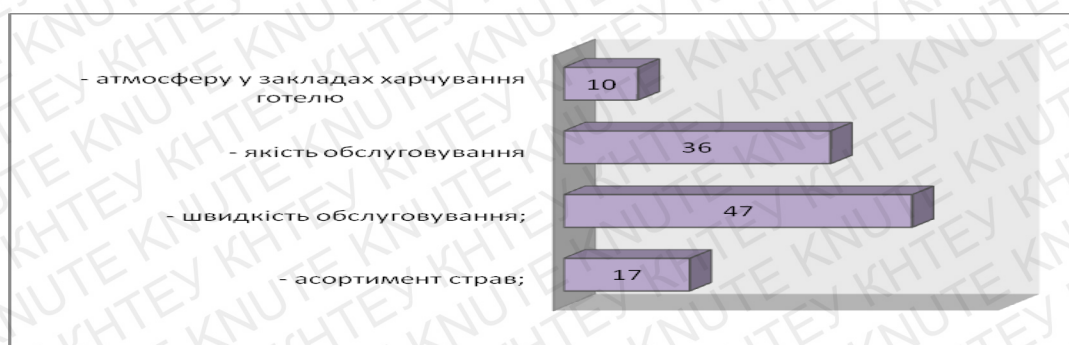 - атмосферу у закладах харчування
готелю
10
- якість обслуговування
36
- швидкість обслуговування;
47
- асортимент страв;
17